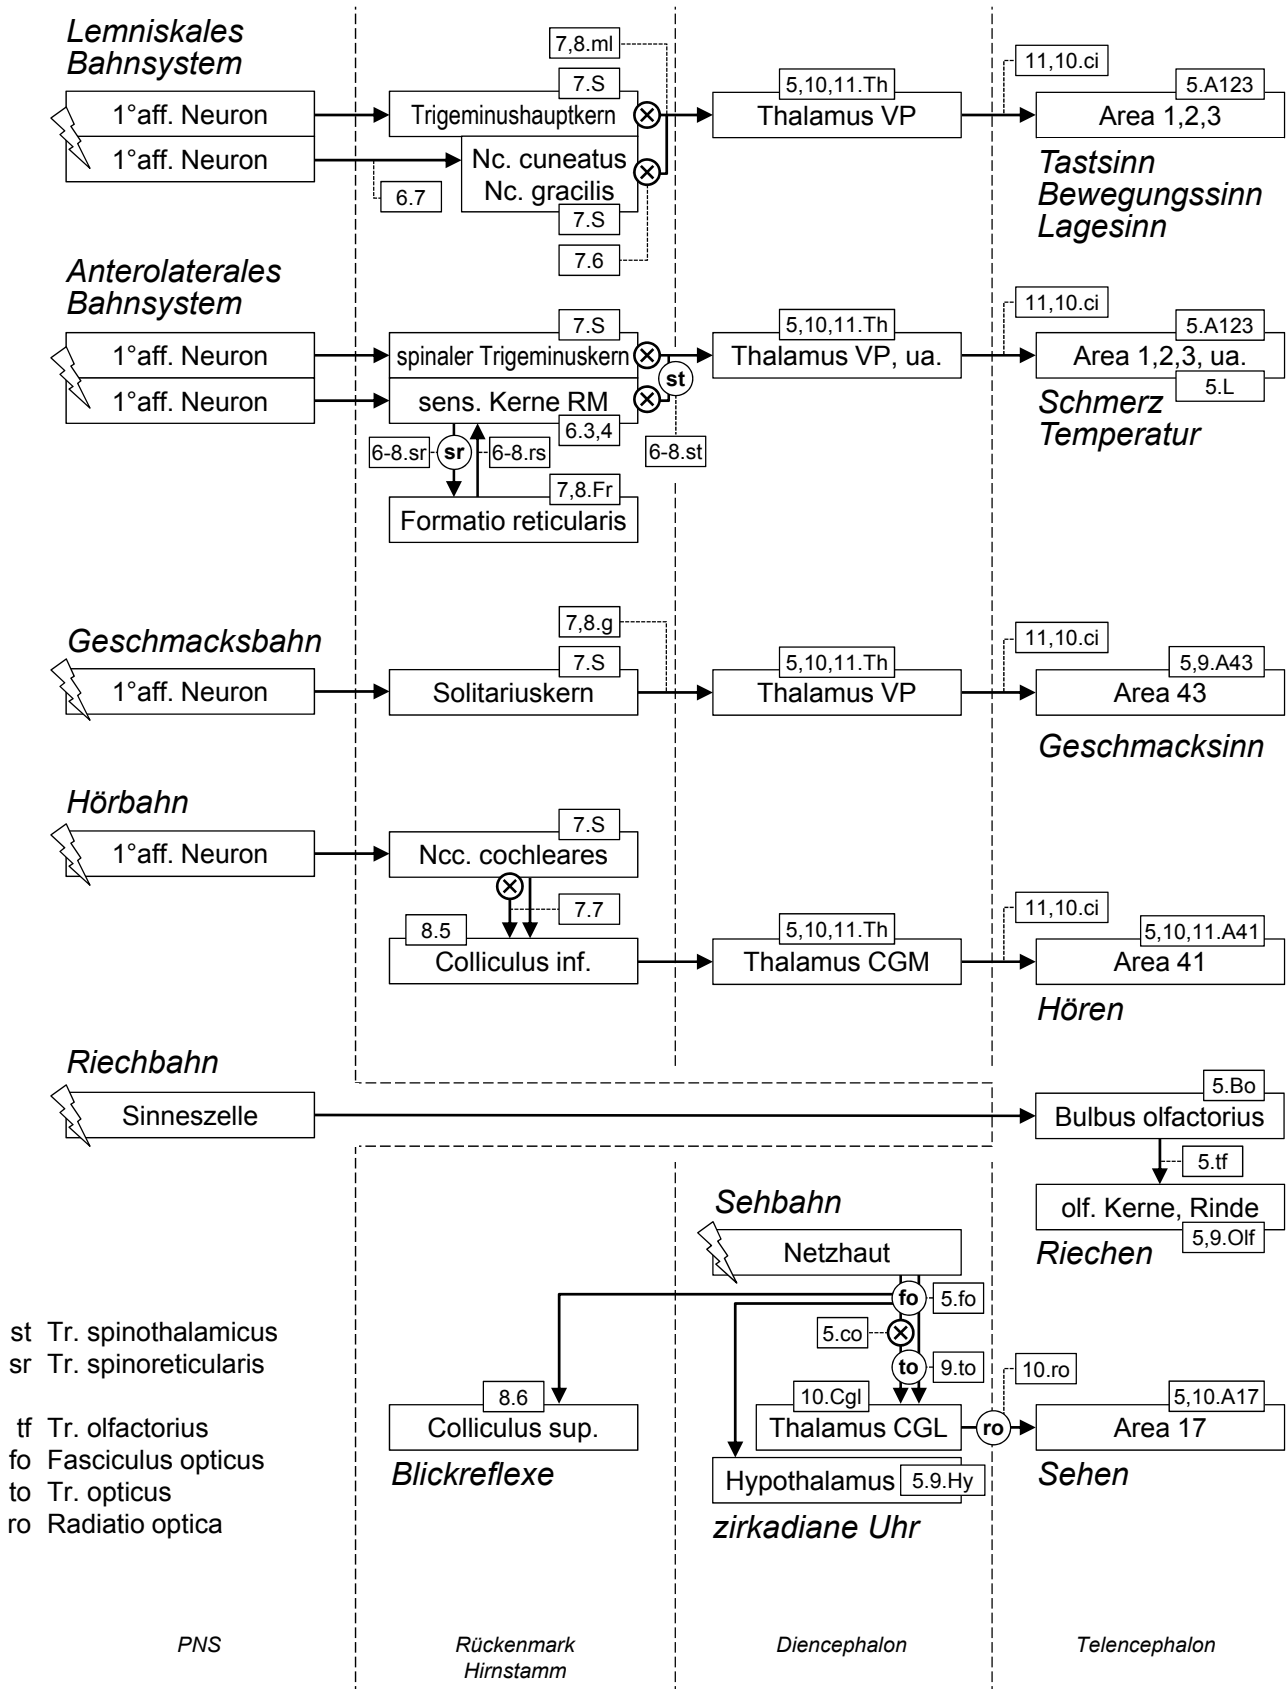 Lemniskales
Bahnsystem
7,8.ml
11,10.ci
7.S
5,10,11.Th
5.A123
1°aff. Neuron
Trigeminushauptkern
Thalamus VP
Area 1,2,3
1°aff. Neuron
Nc. cuneatus
Nc. gracilis
6.7
7.S
7.6
Tastsinn
Bewegungssinn
Lagesinn
Anterolaterales
Bahnsystem
11,10.ci
7.S
5,10,11.Th
5.A123
1°aff. Neuron
spinaler Trigeminuskern
Thalamus VP, ua.
Area 1,2,3, ua.
st
5.L
1°aff. Neuron
sens. Kerne RM
6.3,4
Schmerz
Temperatur
6-8.sr
sr
6-8.rs
6-8.st
7,8.Fr
Formatio reticularis
Geschmacksbahn
7,8.g
11,10.ci
7.S
5,10,11.Th
5,9.A43
1°aff. Neuron
Solitariuskern
Thalamus VP
Area 43
Geschmacksinn
Hörbahn
7.S
1°aff. Neuron
Ncc. cochleares
7.7
11,10.ci
8.5
5,10,11.Th
5,10,11.A41
Colliculus inf.
Thalamus CGM
Area 41
Hören
Riechbahn
5.Bo
Sinneszelle
Bulbus olfactorius
5.tf
olf. Kerne, Rinde
5,9.Olf
Riechen
Sehbahn
Netzhaut
fo
5.fo
5.co
to
9.to
10.ro
8.6
10.Cgl
5,10.A17
Colliculus sup.
Thalamus CGL
ro
Area 17
Blickreflexe
Hypothalamus
5.9.Hy
Sehen
zirkadiane Uhr
st Tr. spinothalamicus
sr Tr. spinoreticularis
tf Tr. olfactorius
fo Fasciculus opticus
to Tr. opticus
ro Radiatio optica
PNS
Rückenmark
Hirnstamm
Diencephalon
Telencephalon